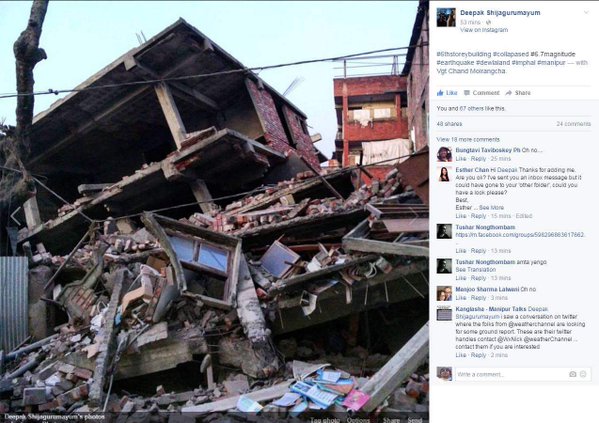 Deepak Shijagurumayum
53 mins
View on Instagram
#6thstoreybuilding #collapased #6.7magnitude
#earthquake #dewlaland #imphal #manipur — with
Vgt Chand Moirangcha.
Like Comment Share
You and 67 others like this.
48 shares 24 comments
View 18 more comments
Bungtavi Taviboskey Ph Oh no...
Like · Reply · 25 mins
Esther Chan Hi Deepak Thanks for adding me.
Are you ok? I've sent you an inbox message but it
could have gone to your 'other folder', could you
have a look please?
Best,
Esther ... See More
Like · Reply · 15 mins · Edited
Tushar Nongthombam
https://m.facebook.com/groups/598296863617662.
..
Like · Reply · 13 mins
Tushar Nongthombam amta yengo
See Translation
Like · Reply · 13 mins
Manjoo Sharma Lalwani Oh no
Like · Reply · 3 mins
Kanglasha - Manipur Talks Deepak
Shijagurumayum i saw a conversation on twitter
where the folks from @weatherchannel are looking
for some ground report. These are their twitter
handles contact @WxNick @weatherChannel ...
contact them if you are interested
Like · Reply · 2 mins
Write a comment...
Deepak Shijagurumayum's photos
Tag photo Options Share Send